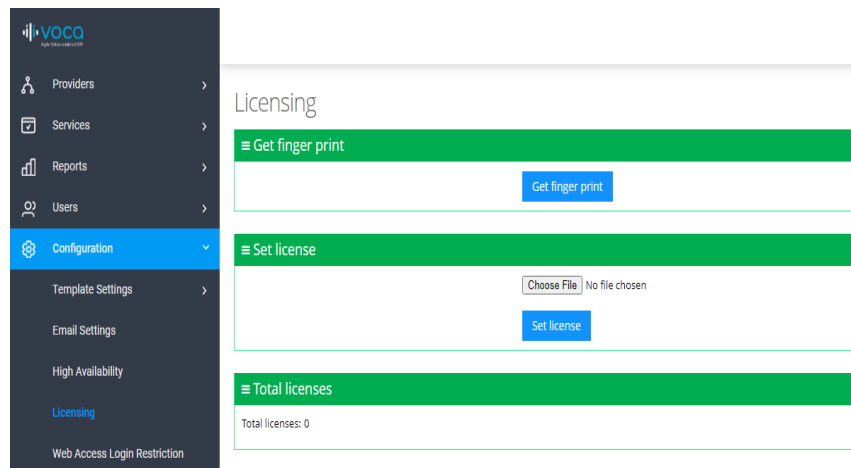 voca
Providers
Services
Reports
Users
Configuration
Template Settings
Email Settings
High Availability
Licensing
Web Access Login Restriction
Licensing
Get finger print
Get finger print
Set license
Choose File No file chosen
Set license
Total licenses
Total licenses: 0